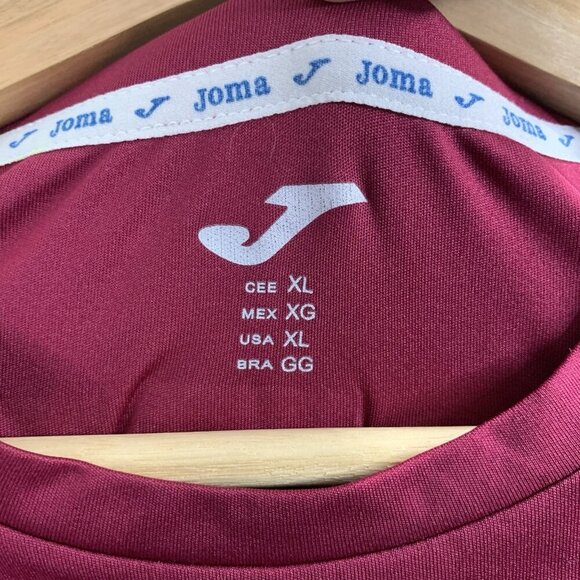 Joma Joma Joma Joma
CEE XL
MEX XG
USA XL
BRA GG